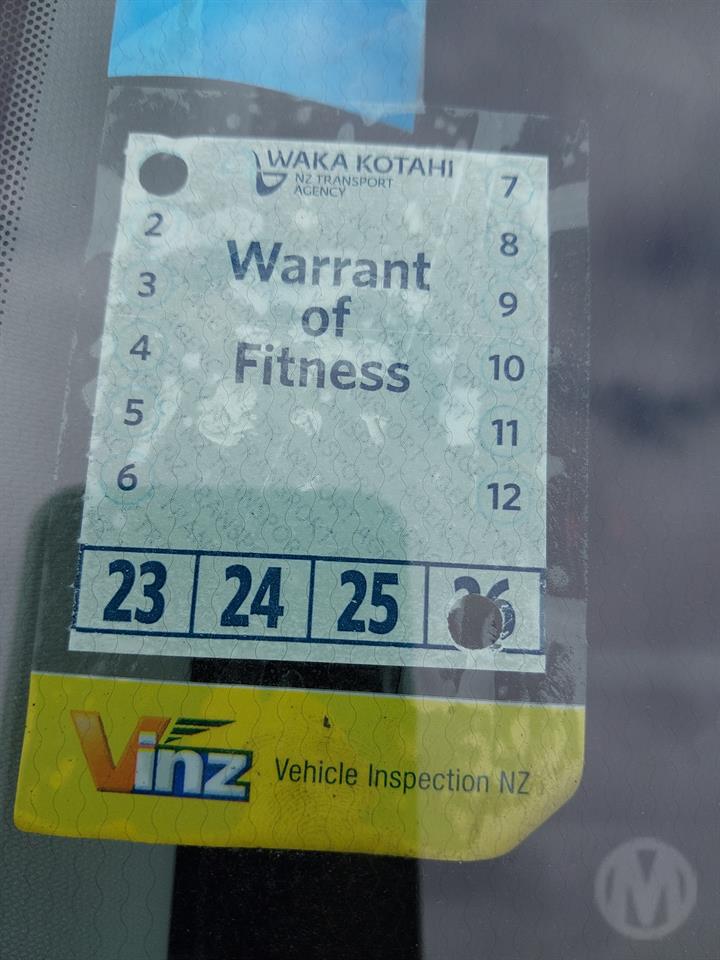 WAKA KOTAHI
NZ TRANSPORT
AGENCY
Warrant
of
Fitness
2
3
4
5
6
7
8
9
10
11
12
23
24
25
26
Vinz
Vehicle Inspection NZ
M